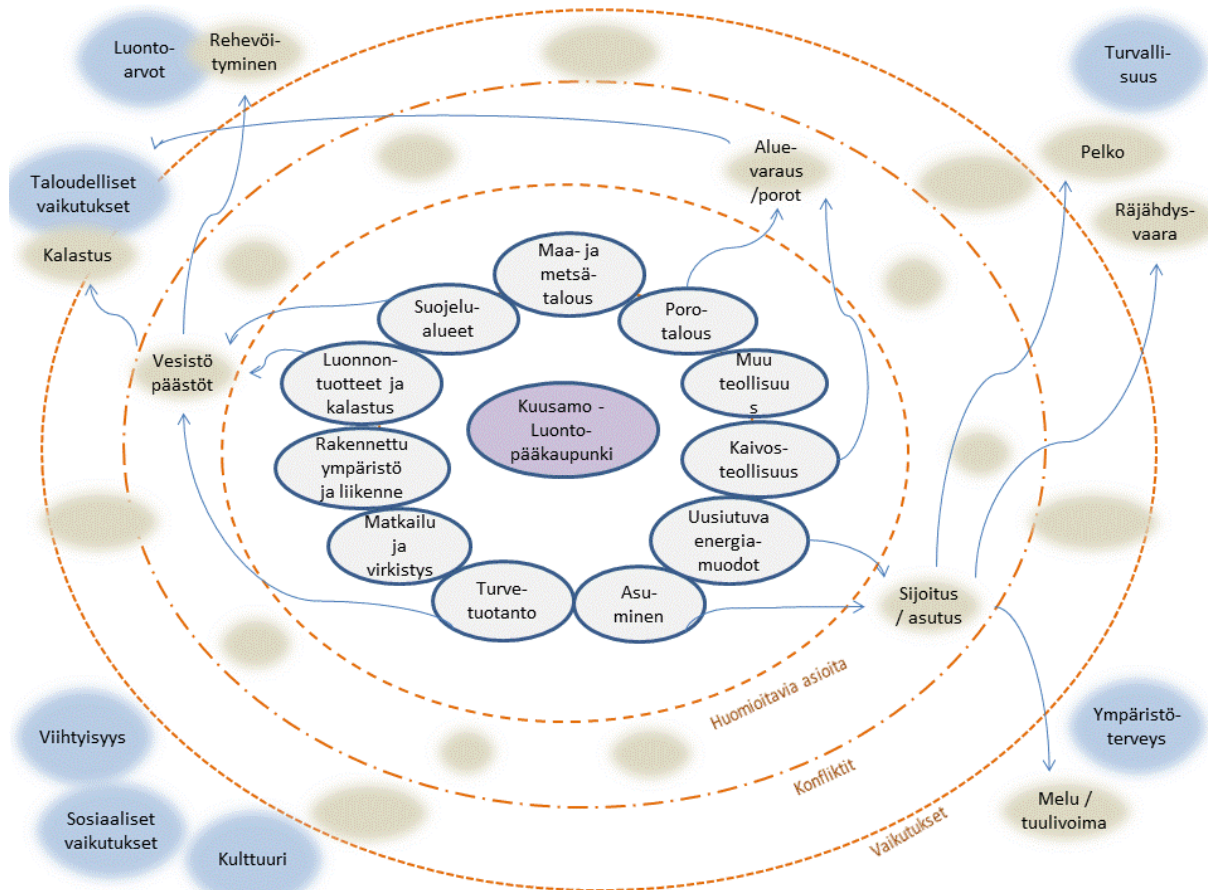 Luonto-
arvot
Rehevöi-
tyminen
Turvalli-
suus
Pelko
Räjähdys-
vaara
Alue-
varaus
/porot
Taloudelliset
vaikutukset
Kalastus
Vesistö
päästöt
Maa- ja
metsä-
talous
Suojelu-
alueet
Poro-
talous
Luonnon-
tuotteet ja
kalastus
Muu
teollisuu
s
Kuusamo -
Luonto-
pääkaupunki
Rakennettu
ympäristö
ja liikenne
Kaivos-
teollisuus
Matkailu
ja
virkistys
Uusiutuva
energia-
muodot
Turve-
tuotanto
Asu-
minen
Sijoitus
/ asutus
Huomioitavia asioita
Konfliktit
Vaikutukset
Viihtyisyys
Sosiaaliset
vaikutukset
Kulttuuri
Ympäristö-
terveys
Melu /
tuulivoima